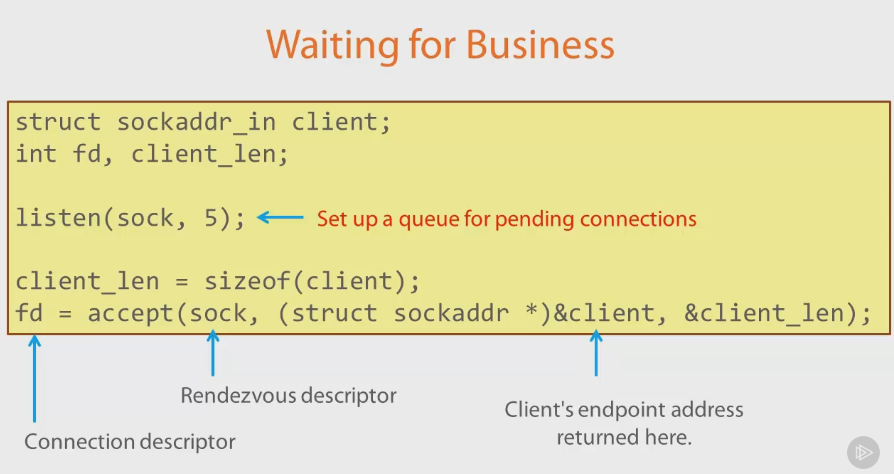 Waiting for Business
struct sockaddr_in client;
int fd, client_len;
listen(sock, 5);
Set up a queue for pending connections
client_len = sizeof(client);
fd = accept(sock, (struct sockaddr *)&client, &client_len);
Rendezvous descriptor
Client's endpoint address
returned here.
Connection descriptor